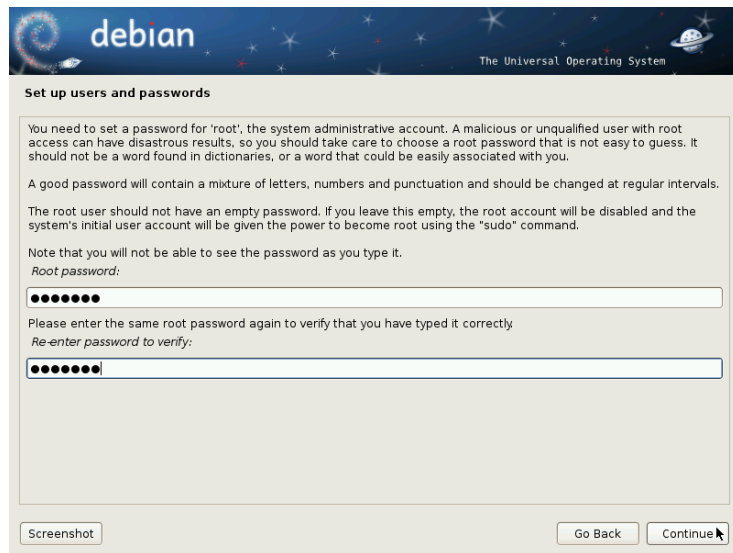 debian
The Universal Operating System
Set up users and passwords
You need to set a password for 'root', the system administrative account. A malicious or unqualified user with root
access can have disastrous results, so you should take care to choose a root password that is not easy to guess. It
should not be a word found in dictionaries, or a word that could be easily associated with you.
A good password will contain a mixture of letters, numbers and punctuation and should be changed at regular intervals.
The root user should not have an empty password. If you leave this empty, the root account will be disabled and the
system's initial user account will be given the power to become root using the "sudo" command.
Note that you will not be able to see the password as you type it.
Root password:
●●●●●●●
Please enter the same root password again to verify that you have typed it correctly.
Re-enter password to verify:
●●●●●●●
Screenshot
Go Back
Continue